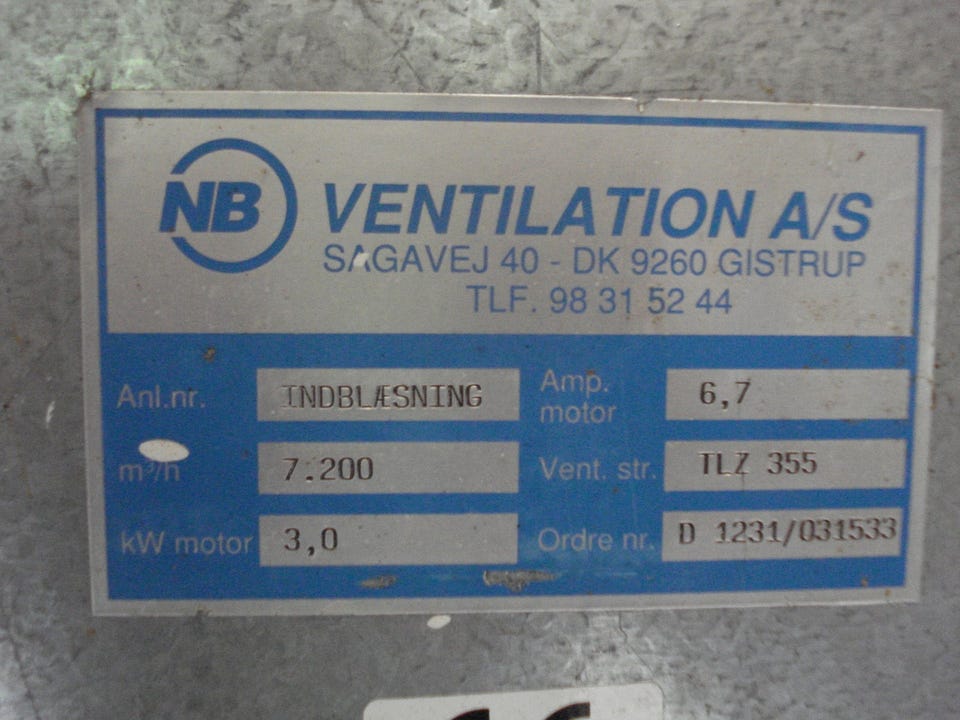 NB VENTILATION A/S
SAGAVEJ 40 - DK 9260 GISTRUP
TLF. 98 31 52 44
Anl.nr. INDBLÆSNING Amp. motor 6,7
m³/h 7.200 Vent. str. TLZ 355
kW motor 3,0 Ordre nr. D 1231/031533